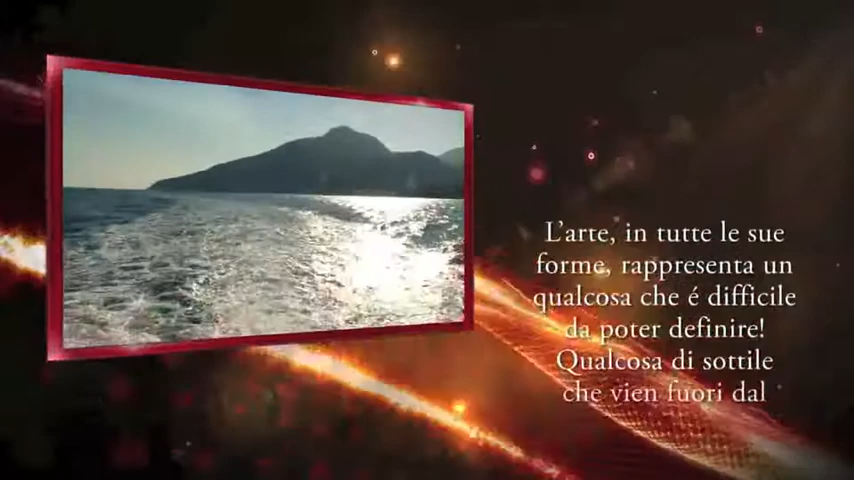 L'arte, in tutte le sue
forme, rappresenta un
qualcosa che é difficile
da poter definire!
Qualcosa di sottile
che vien fuori dal